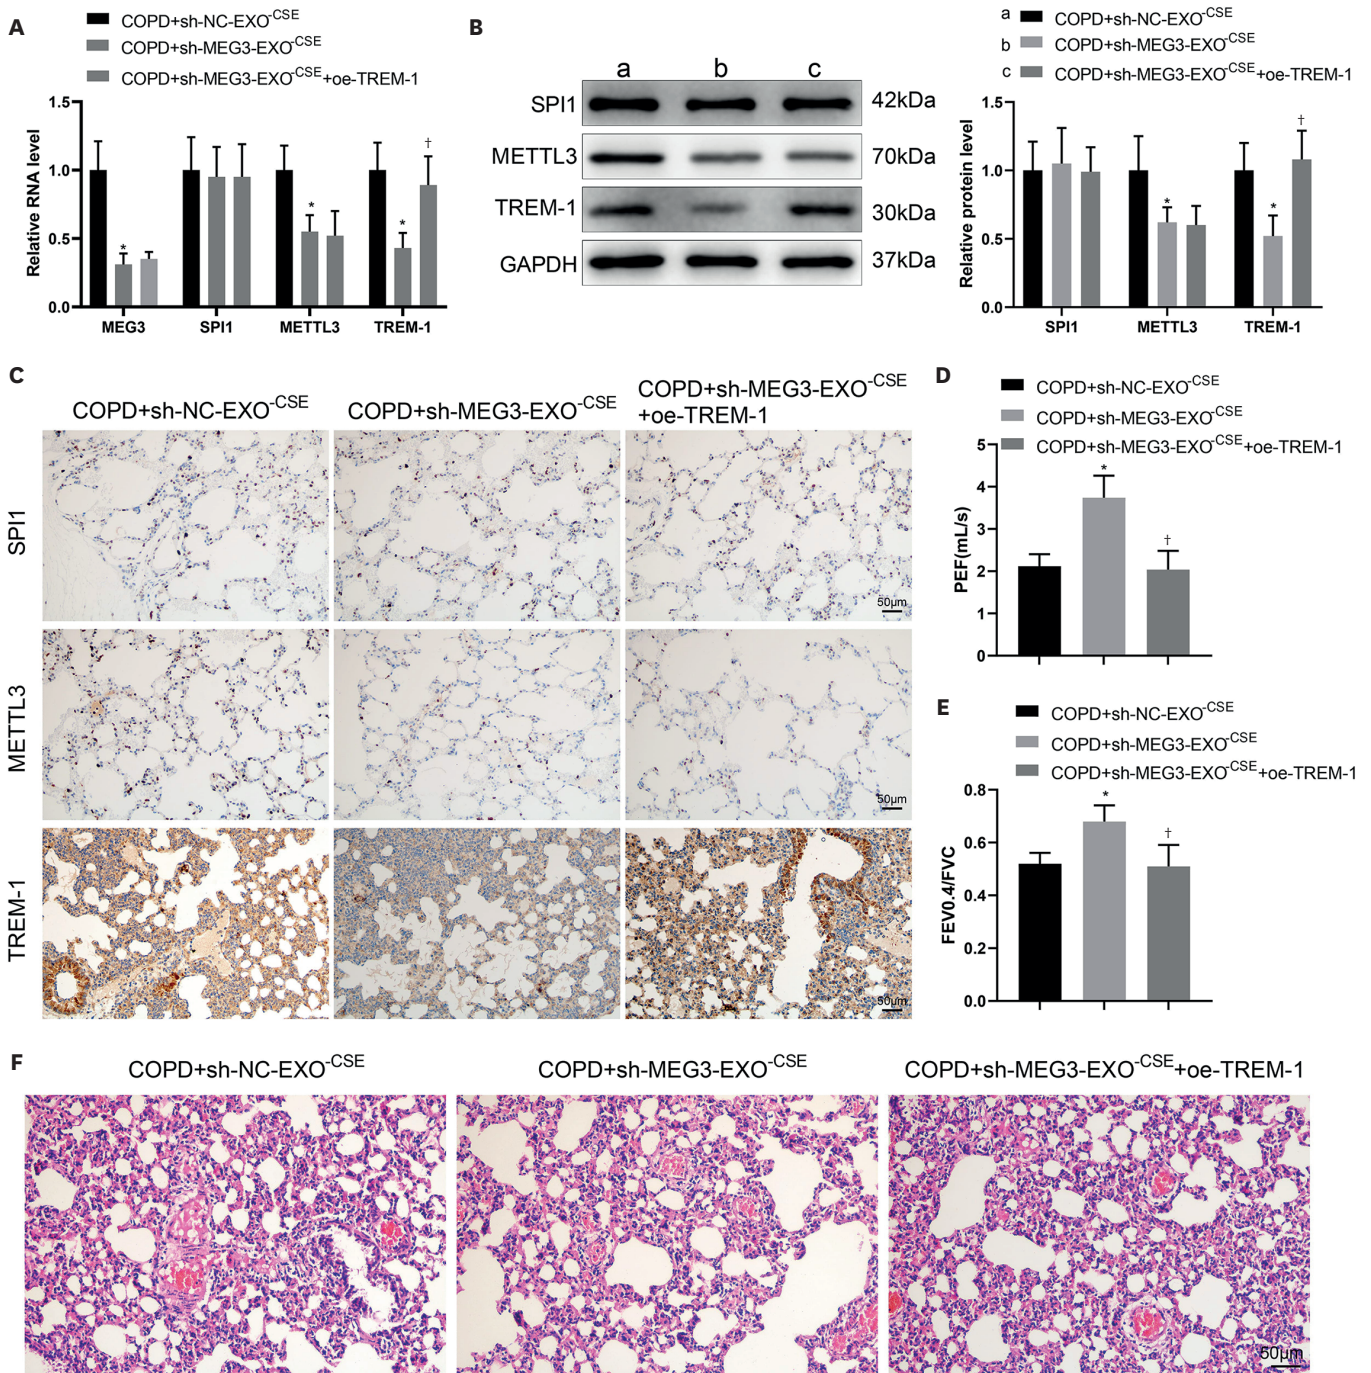 A
COPD+sh-NC-EXO-CSE
COPD+sh-MEG3-EXO-CSE
COPD+sh-MEG3-EXO-CSE+oe-TREM-1
Relative RNA level
1.5
1.0
0.5
0.0
*
*
*
†
MEG3
SPI1
METTL3
TREM-1
B
a
b
c
SPI1
42kDa
METTL3
70kDa
TREM-1
30kDa
GAPDH
37kDa
a COPD+sh-NC-EXO-CSE
b COPD+sh-MEG3-EXO-CSE
c COPD+sh-MEG3-EXO-CSE+oe-TREM-1
Relative protein level
1.5
1.0
0.5
0.0
*
*
†
SPI1
METTL3
TREM-1
C
COPD+sh-NC-EXO-CSE
COPD+sh-MEG3-EXO-CSE
COPD+sh-MEG3-EXO-CSE
+oe-TREM-1
SPI1
50μm
METTL3
50μm
TREM-1
50μm
D
COPD+sh-NC-EXO-CSE
COPD+sh-MEG3-EXO-CSE
COPD+sh-MEG3-EXO-CSE+oe-TREM-1
PEF(mL/s)
5
4
3
2
1
0
*
†
E
COPD+sh-NC-EXO-CSE
COPD+sh-MEG3-EXO-CSE
COPD+sh-MEG3-EXO-CSE+oe-TREM-1
FEV0.4/FVC
0.8
0.6
0.4
0.2
0.0
*
†
F
COPD+sh-NC-EXO-CSE
COPD+sh-MEG3-EXO-CSE
COPD+sh-MEG3-EXO-CSE+oe-TREM-1
50μm